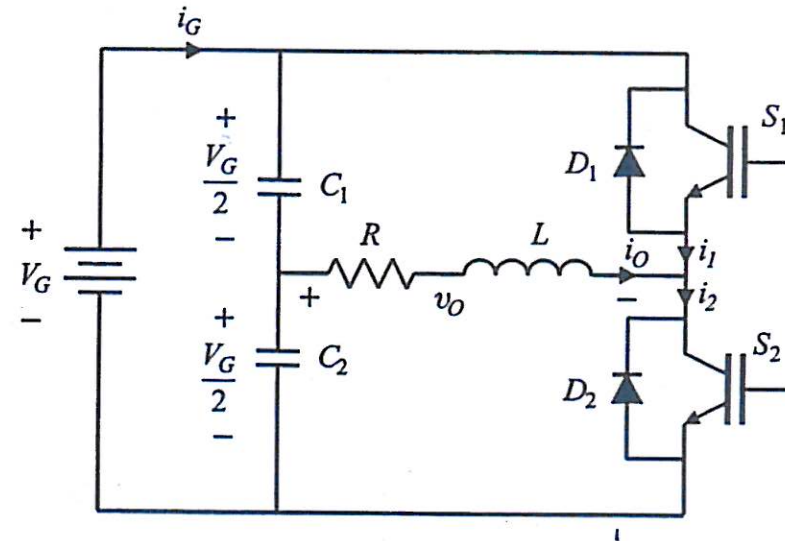 i_G
S_1
+
V_G/2
C_1
D_1
−
R
L
i_O
i_1
+
V_G
−
+
v_O
−
i_2
+
V_G/2
C_2
D_2
S_2
−